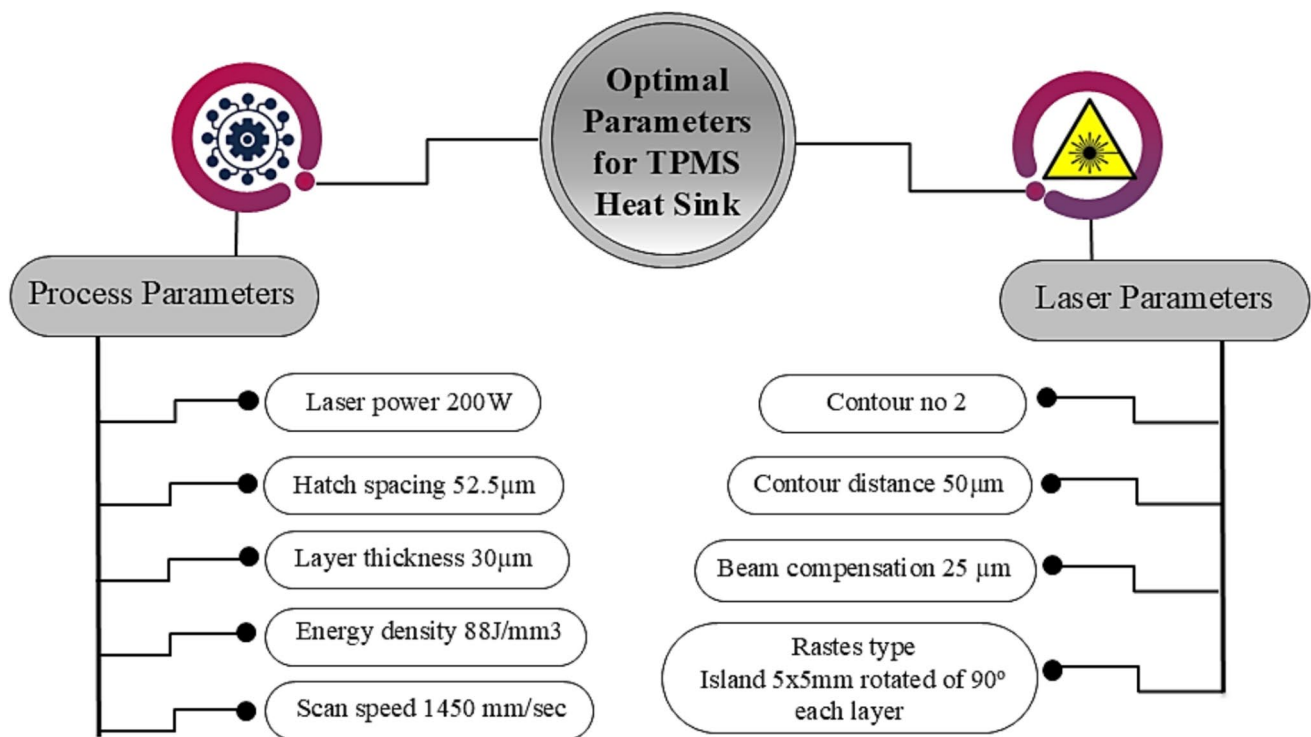 Optimal
Parameters
for TPMS
Heat Sink
Process Parameters
Laser power 200W
Hatch spacing 52.5µm
Layer thickness 30µm
Energy density 88J/mm3
Scan speed 1450 mm/sec
Laser Parameters
Contour no 2
Contour distance 50µm
Beam compensation 25 µm
Rastes type
Island 5x5mm rotated of 90º
each layer